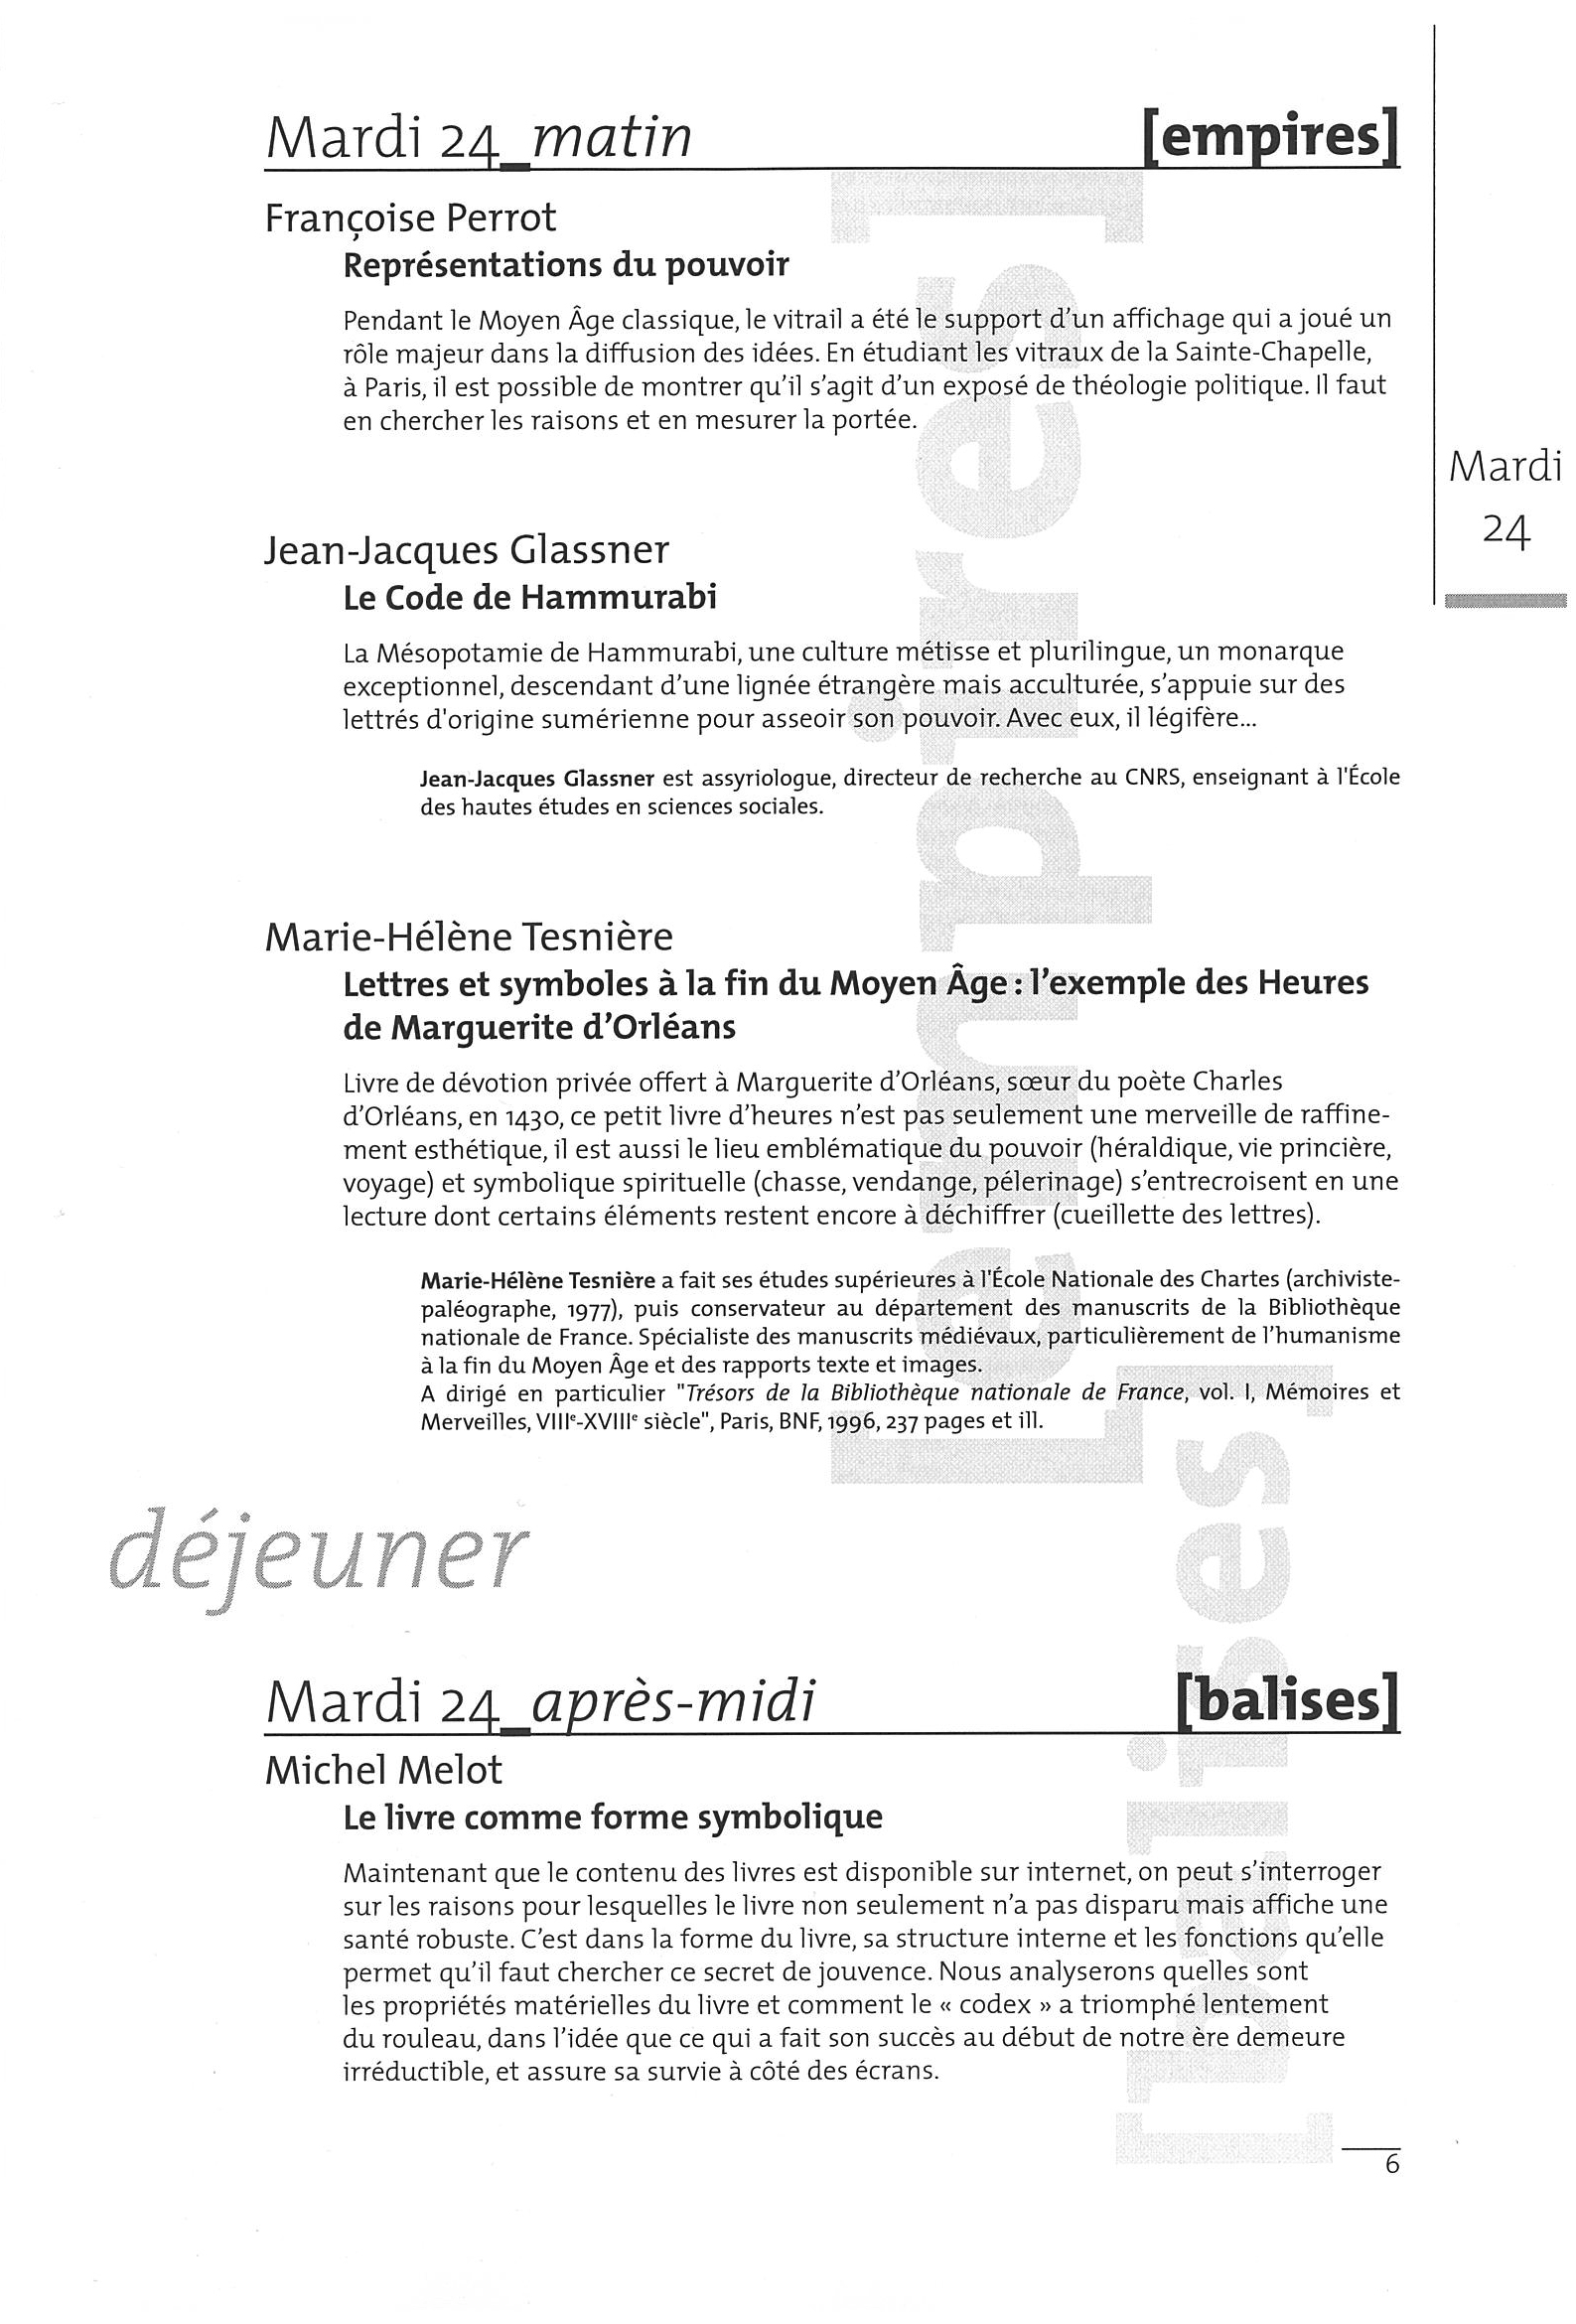 Mardi 24_matin [empires]
Françoise Perrot
Représentations du pouvoir
Pendant le Moyen Âge classique, le vitrail a été le support d’un affichage qui a joué un
rôle majeur dans la diffusion des idées. En étudiant les vitraux de la Sainte-Chapelle,
à Paris, il est possible de montrer qu’il s’agit d’un exposé de théologie politique. Il faut
en chercher les raisons et en mesurer la portée.
Mardi
24
Jean-Jacques Glassner
Le Code de Hammurabi
La Mésopotamie de Hammurabi, une culture métisse et plurilingue, un monarque
exceptionnel, descendant d’une lignée étrangère mais acculturée, s’appuie sur des
lettrés d'origine sumérienne pour asseoir son pouvoir. Avec eux, il légifère...
Jean-Jacques Glassner est assyriologue, directeur de recherche au CNRS, enseignant à l'École
des hautes études en sciences sociales.
Marie-Hélène Tesnière
Lettres et symboles à la fin du Moyen Âge : l’exemple des Heures
de Marguerite d’Orléans
Livre de dévotion privée offert à Marguerite d’Orléans, sœur du poète Charles
d’Orléans, en 1430, ce petit livre d’heures n’est pas seulement une merveille de raffine-
ment esthétique, il est aussi le lieu emblématique du pouvoir (héraldique, vie princière,
voyage) et symbolique spirituelle (chasse, vendange, pélerinage) s’entrecroisent en une
lecture dont certains éléments restent encore à déchiffrer (cueillette des lettres).
Marie-Hélène Tesnière a fait ses études supérieures à l'École Nationale des Chartes (archiviste-
paléographe, 1977), puis conservateur au département des manuscrits de la Bibliothèque
nationale de France. Spécialiste des manuscrits médiévaux, particulièrement de l’humanisme
à la fin du Moyen Âge et des rapports texte et images.
A dirigé en particulier "Trésors de la Bibliothèque nationale de France, vol. I, Mémoires et
Merveilles, VIIIe-XVIIIe siècle", Paris, BNF, 1996, 237 pages et ill.
[empires]
déjeuner
Mardi 24_après-midi [balises]
Michel Melot
Le livre comme forme symbolique
Maintenant que le contenu des livres est disponible sur internet, on peut s’interroger
sur les raisons pour lesquelles le livre non seulement n’a pas disparu mais affiche une
santé robuste. C’est dans la forme du livre, sa structure interne et les fonctions qu’elle
permet qu’il faut chercher ce secret de jouvence. Nous analyserons quelles sont
les propriétés matérielles du livre et comment le « codex » a triomphé lentement
du rouleau, dans l’idée que ce qui a fait son succès au début de notre ère demeure
irréductible, et assure sa survie à côté des écrans.
[balises]
6